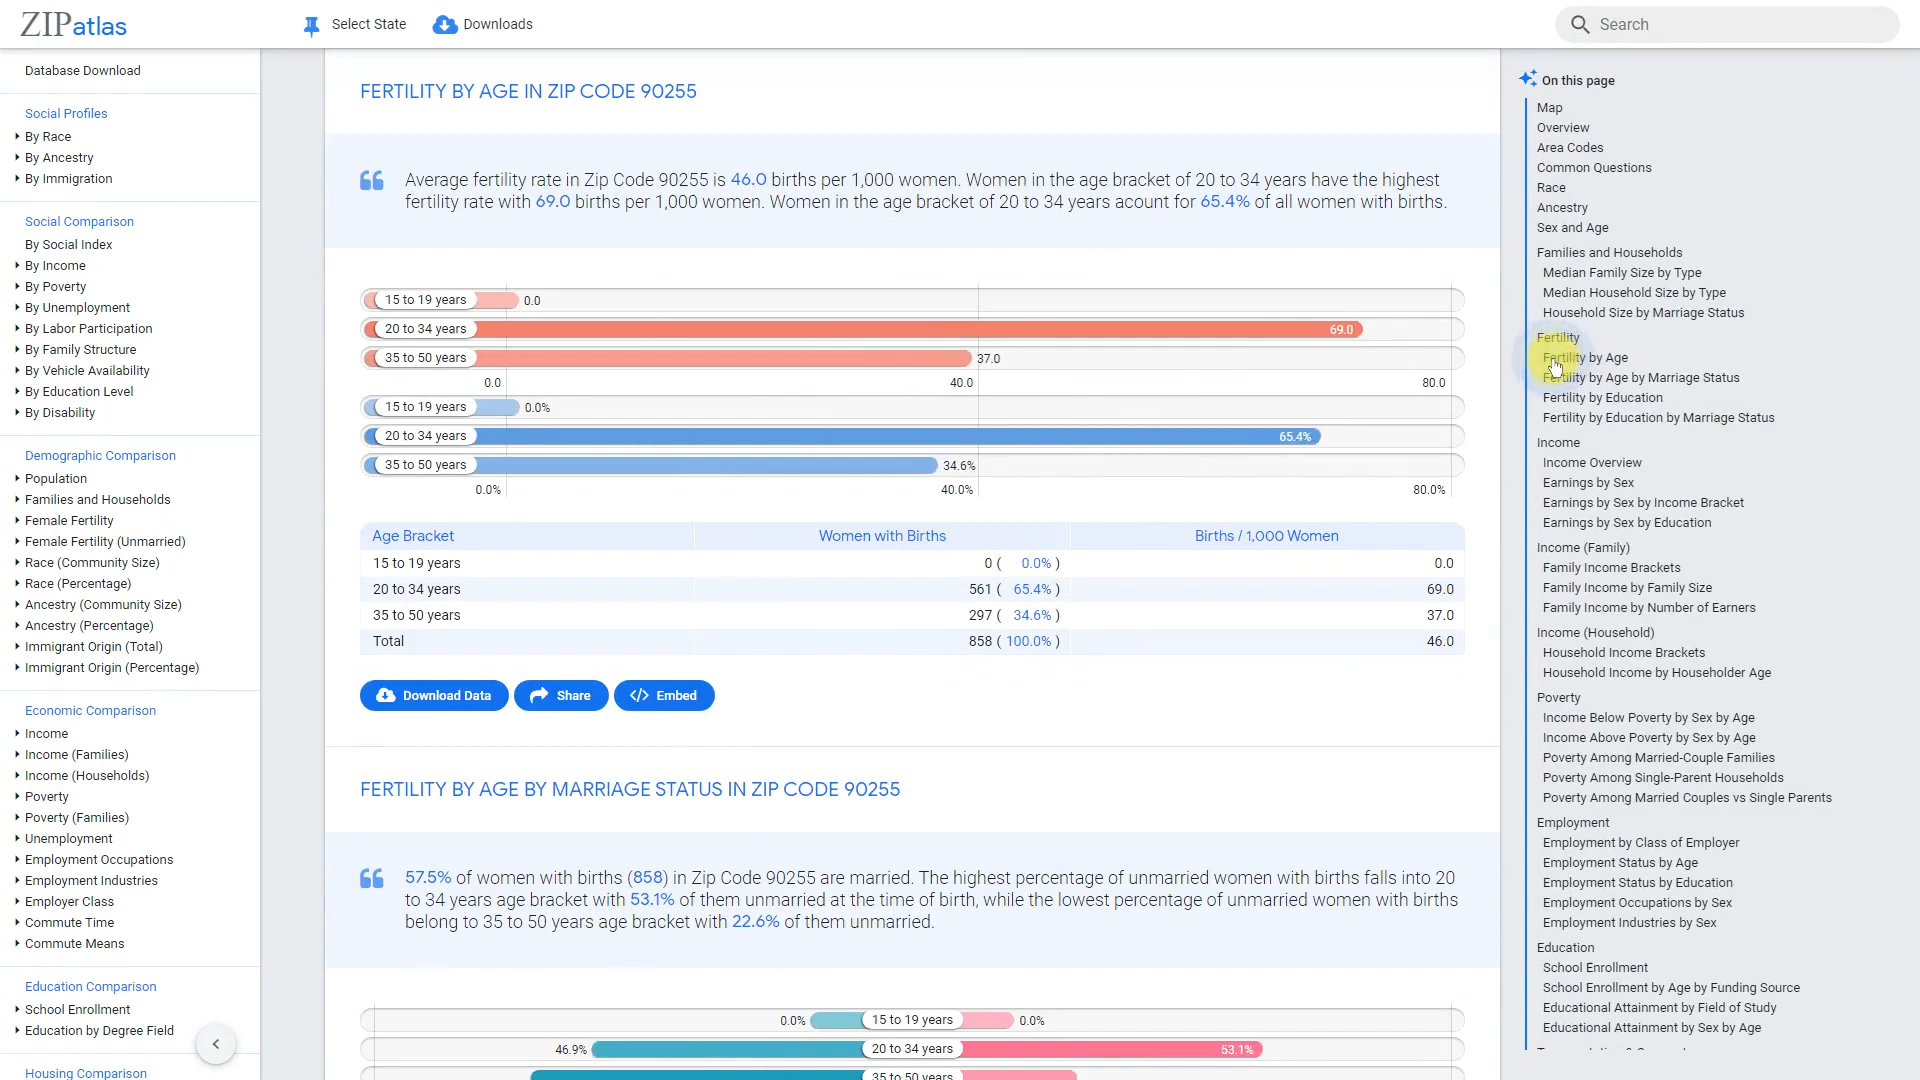 ZIPatlas
Select State
Downloads
Search
Database Download
Social Profiles
By Race
By Ancestry
By Immigration
Social Comparison
By Social Index
By Income
By Poverty
By Unemployment
By Labor Participation
By Family Structure
By Vehicle Availability
By Education Level
By Disability
Demographic Comparison
Population
Families and Households
Female Fertility
Female Fertility (Unmarried)
Race (Community Size)
Race (Percentage)
Ancestry (Community Size)
Ancestry (Percentage)
Immigrant Origin (Total)
Immigrant Origin (Percentage)
Economic Comparison
Income
Income (Families)
Income (Households)
Poverty
Poverty (Families)
Unemployment
Employment Occupations
Employment Industries
Employer Class
Commute Time
Commute Means
Education Comparison
School Enrollment
Education by Degree Field
Housing Comparison
FERTILITY BY AGE IN ZIP CODE 90255
Average fertility rate in Zip Code 90255 is 46.0 births per 1,000 women. Women in the age bracket of 20 to 34 years have the highest
fertility rate with 69.0 births per 1,000 women. Women in the age bracket of 20 to 34 years acount for 65.4% of all women with births.
15 to 19 years 0.0
20 to 34 years 69.0
35 to 50 years 37.0
0.0 40.0 80.0
15 to 19 years 0.0%
20 to 34 years 65.4%
35 to 50 years 34.6%
0.0% 40.0% 80.0%
Age Bracket Women with Births Births / 1,000 Women
15 to 19 years 0 ( 0.0% ) 0.0
20 to 34 years 561 ( 65.4% ) 69.0
35 to 50 years 297 ( 34.6% ) 37.0
Total 858 ( 100.0% ) 46.0
Download Data Share Embed
FERTILITY BY AGE BY MARRIAGE STATUS IN ZIP CODE 90255
57.5% of women with births (858) in Zip Code 90255 are married. The highest percentage of unmarried women with births falls into 20
to 34 years age bracket with 53.1% of them unmarried at the time of birth, while the lowest percentage of unmarried women with births
belong to 35 to 50 years age bracket with 22.6% of them unmarried.
0.0% 15 to 19 years 0.0%
46.9% 20 to 34 years 53.1%
35 to 50 years
On this page
Map
Overview
Area Codes
Common Questions
Race
Ancestry
Sex and Age
Families and Households
Median Family Size by Type
Median Household Size by Type
Household Size by Marriage Status
Fertility
Fertility by Age
Fertility by Age by Marriage Status
Fertility by Education
Fertility by Education by Marriage Status
Income
Income Overview
Earnings by Sex
Earnings by Sex by Income Bracket
Earnings by Sex by Education
Income (Family)
Family Income Brackets
Family Income by Family Size
Family Income by Number of Earners
Income (Household)
Household Income Brackets
Household Income by Householder Age
Poverty
Income Below Poverty by Sex by Age
Income Above Poverty by Sex by Age
Poverty Among Married-Couple Families
Poverty Among Single-Parent Households
Poverty Among Married Couples vs Single Parents
Employment
Employment by Class of Employer
Employment Status by Age
Employment Status by Education
Employment Occupations by Sex
Employment Industries by Sex
Education
School Enrollment
School Enrollment by Age by Funding Source
Educational Attainment by Field of Study
Educational Attainment by Sex by Age